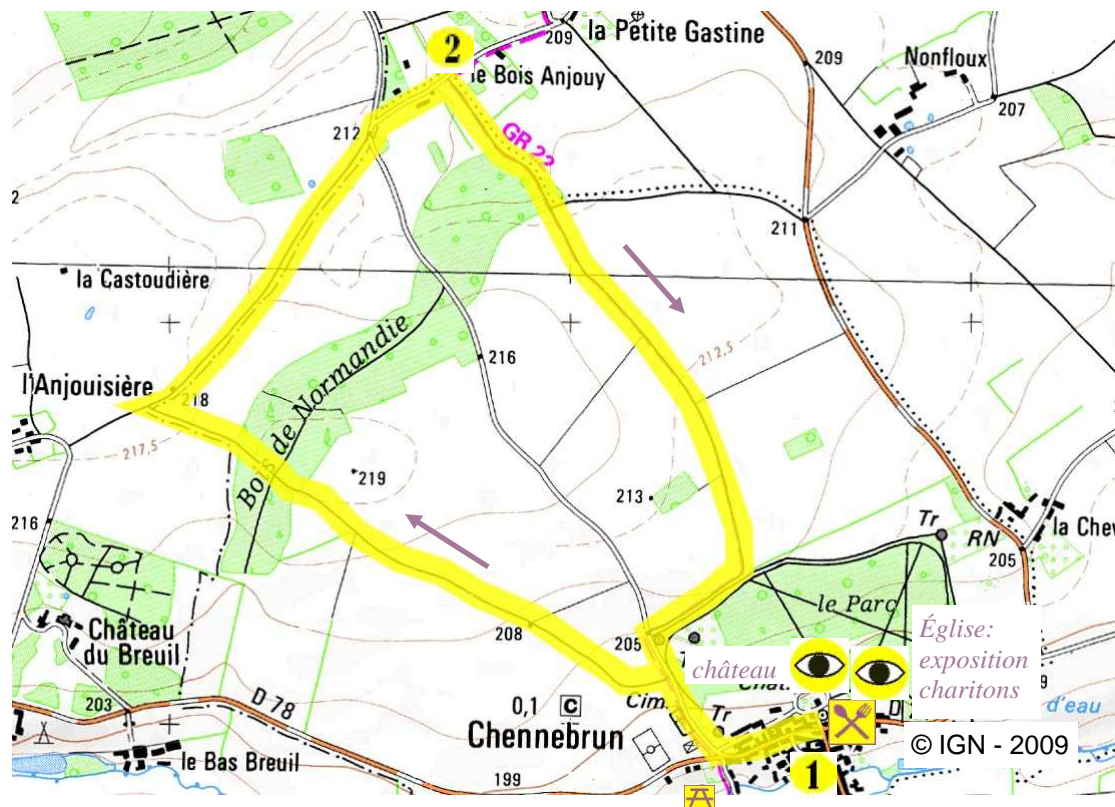 2
209
la Petite Gastine
209
Nonfloux
le Bois Anjouy
207
212
GR 22
211
2
la Castoudière
216
Bois de Normandie
212,5
l'Anjouisière
218
217,5
219
213
216
Tr
RN
205
208
205
le Parc
Église:
exposition
charitons
château
Château
du Breuil
203
D 78
0,1
C
Cim.
Tr
D
9
d'eau
Chennebrun
© IGN - 2009
le Bas Breuil
199
1